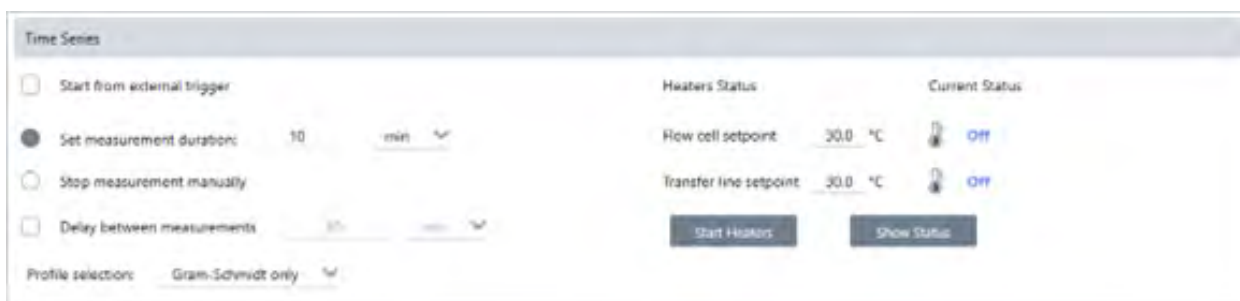 Time Series
Start from external trigger
Set measurement duration: 10 min
Stop measurement manually
Delay between measurements
Profile selection: Gram-Schmidt only
Heaters Status Current Status
Flow cell setpoint 30.0 °C Off
Transfer line setpoint 30.0 °C Off
Start Heaters Show Status